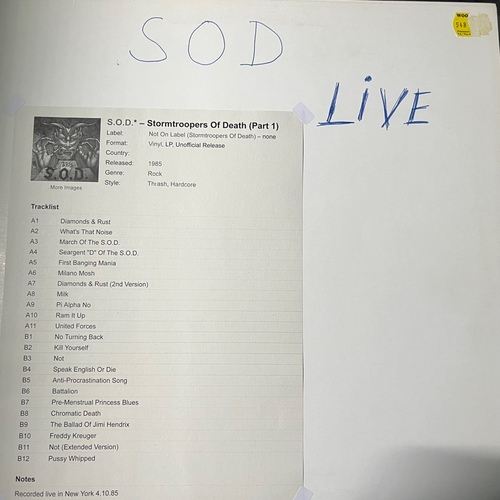 SOD
LiVE
WOO
S.O.D.
S.O.D.* – Stormtroopers Of Death (Part 1)
Label: Not On Label (Stormtroopers Of Death) – none
Format: Vinyl, LP, Unofficial Release
Country:
Released: 1985
Genre: Rock
Style: Thrash, Hardcore
More Images
Tracklist
A1 Diamonds & Rust
A2 What's That Noise
A3 March Of The S.O.D.
A4 Seargent "D" Of The S.O.D.
A5 First Banging Mania
A6 Milano Mosh
A7 Diamonds & Rust (2nd Version)
A8 Milk
A9 Pi Alpha No
A10 Ram It Up
A11 United Forces
B1 No Turning Back
B2 Kill Yourself
B3 Not
B4 Speak English Or Die
B5 Anti-Procrastination Song
B6 Battalion
B7 Pre-Menstrual Princess Blues
B8 Chromatic Death
B9 The Ballad Of Jimi Hendrix
B10 Freddy Kreuger
B11 Not (Extended Version)
B12 Pussy Whipped
Notes
Recorded live in New York 4.10.85